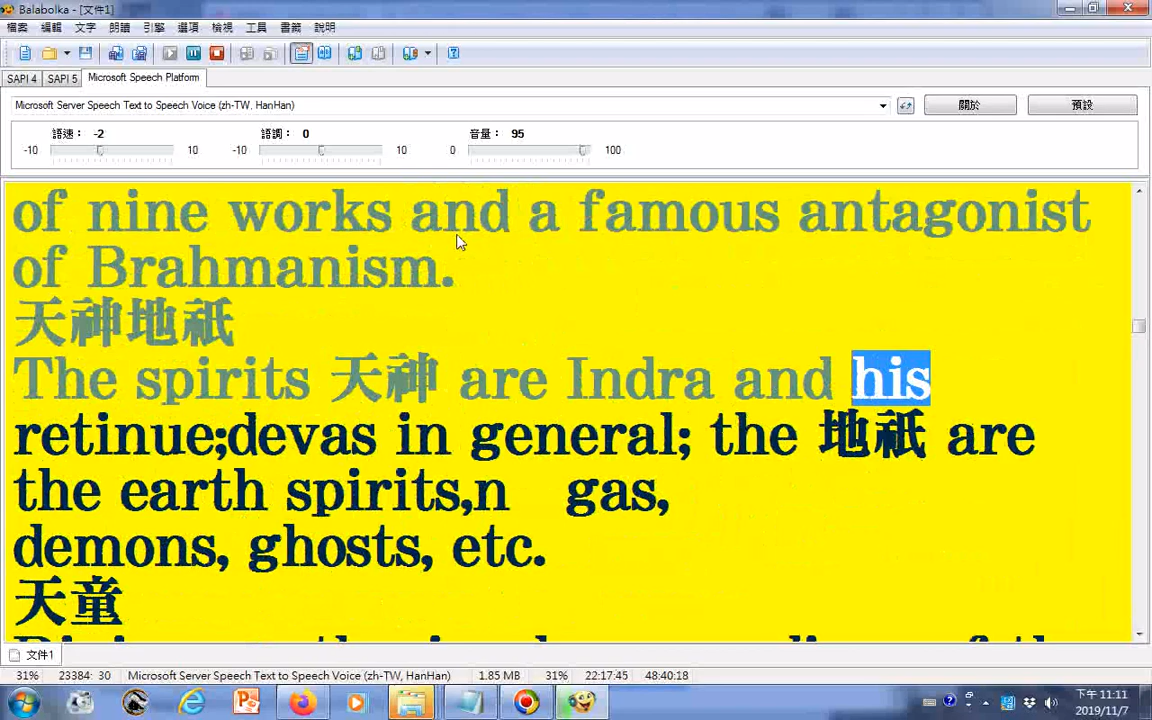 Balabolka - [文件1]
檔案 編輯 文字 朗讀 引擎 選項 檢視 工具 書籤 說明
SAPI 4 SAPI 5 Microsoft Speech Platform
Microsoft Server Speech Text to Speech Voice (zh-TW, HanHan) 關於 預設
語速： -2 語調： 0 音量： 95
-10 10 -10 10 0 100
of nine works and a famous antagonist
of Brahmanism.
天神地祇
The spirits 天神 are Indra and his
retinue;devas in general; the 地祇 are
the earth spirits,n gas,
demons, ghosts, etc.
天童
文件1
31% 23384: 30 Microsoft Server Speech Text to Speech Voice (zh-TW, HanHan) 1.85 MB 31% 22:17:45 48:40:18
下午 11:11
2019/11/7